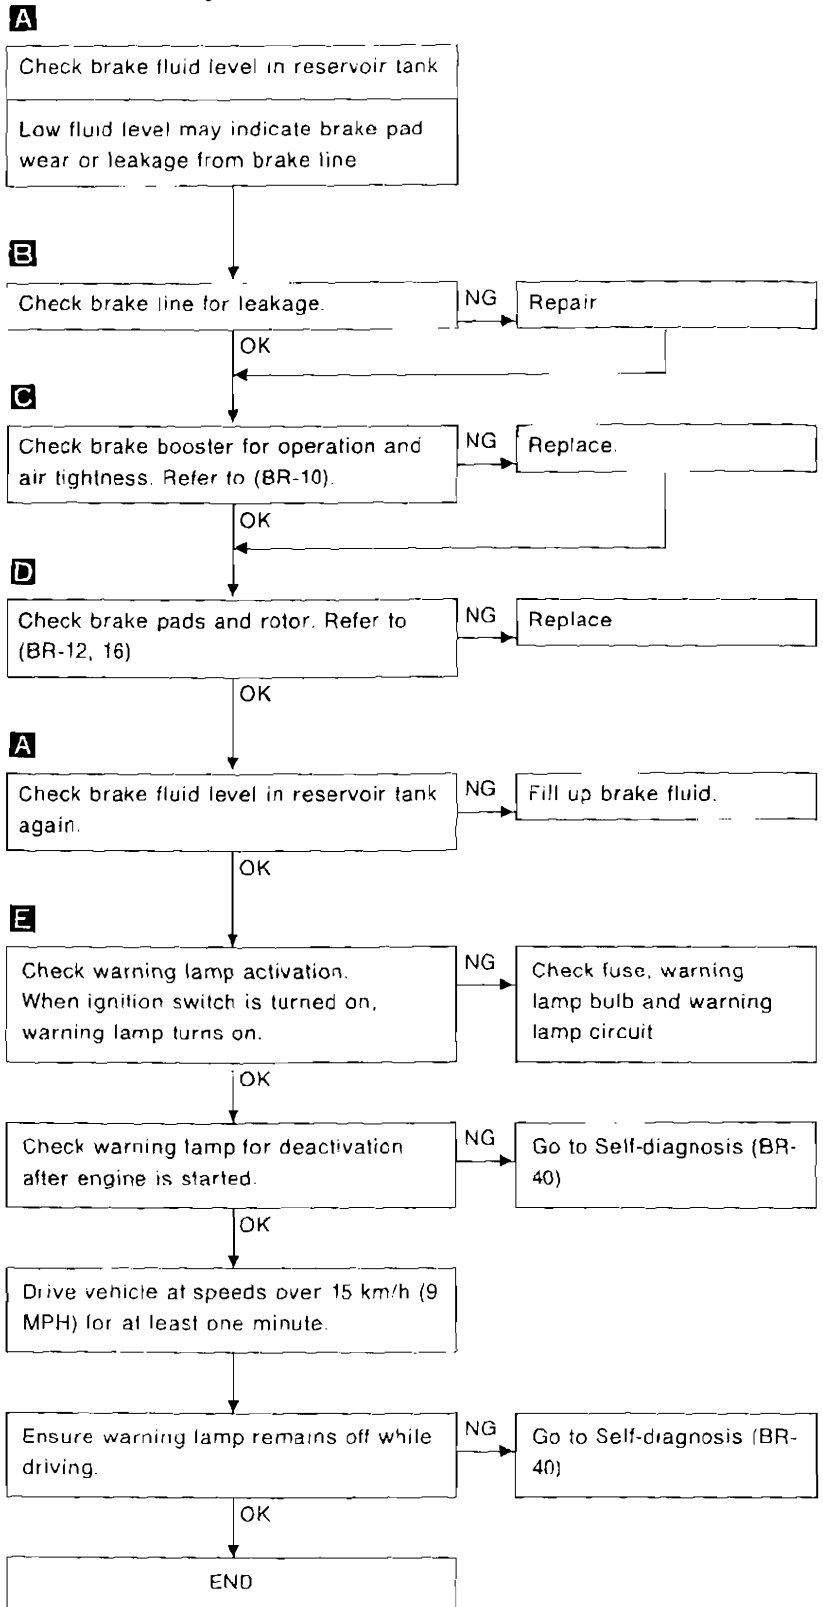 A
Check brake fluid level in reservoir tank
Low fluid level may indicate brake pad
wear or leakage from brake line
B
Check brake line for leakage.
NG
Repair
OK
C
Check brake booster for operation and
air tightness. Refer to (BR-10).
NG
Replace.
OK
D
Check brake pads and rotor. Refer to
(BR-12, 16)
NG
Replace
OK
A
Check brake fluid level in reservoir tank
again.
NG
Fill up brake fluid.
OK
E
Check warning lamp activation.
When ignition switch is turned on,
warning lamp turns on.
NG
Check fuse, warning
lamp bulb and warning
lamp circuit
OK
Check warning lamp for deactivation
after engine is started.
NG
Go to Self-diagnosis (BR-
40)
OK
Drive vehicle at speeds over 15 km/h (9
MPH) for at least one minute.
Ensure warning lamp remains off while
driving.
NG
Go to Self-diagnosis (BR-
40)
OK
END